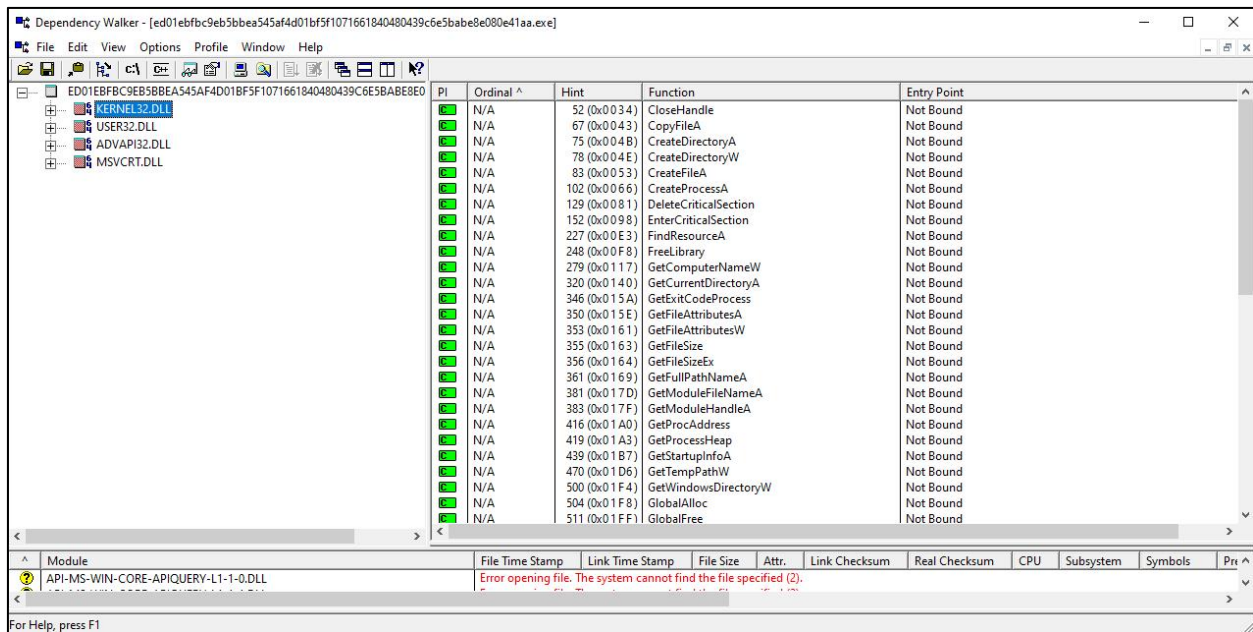 Dependency Walker - [ed01ebfbc9eb5bbea545af4d01bf5f1071661840480439c6e5babe8e080e41aa.exe]
File Edit View Options Profile Window Help
c:\ C++
ED01EBFBC9EB5BBEA545AF4D01BF5F1071661840480439C6E5BABE8E0
KERNEL32.DLL
USER32.DLL
ADVAPI32.DLL
MSVCRT.DLL
PI Ordinal ^ Hint Function Entry Point
C N/A 52 (0x0034) CloseHandle Not Bound
C N/A 67 (0x0043) CopyFileA Not Bound
C N/A 75 (0x004B) CreateDirectoryA Not Bound
C N/A 78 (0x004E) CreateDirectoryW Not Bound
C N/A 83 (0x0053) CreateFileA Not Bound
C N/A 102 (0x0066) CreateProcessA Not Bound
C N/A 129 (0x0081) DeleteCriticalSection Not Bound
C N/A 152 (0x0098) EnterCriticalSection Not Bound
C N/A 227 (0x00E3) FindResourceA Not Bound
C N/A 248 (0x00F8) FreeLibrary Not Bound
C N/A 279 (0x0117) GetComputerNameW Not Bound
C N/A 320 (0x0140) GetCurrentDirectoryA Not Bound
C N/A 346 (0x015A) GetExitCodeProcess Not Bound
C N/A 350 (0x015E) GetFileAttributesA Not Bound
C N/A 353 (0x0161) GetFileAttributesW Not Bound
C N/A 355 (0x0163) GetFileSize Not Bound
C N/A 356 (0x0164) GetFileSizeEx Not Bound
C N/A 361 (0x0169) GetFullPathNameA Not Bound
C N/A 381 (0x017D) GetModuleFileNameA Not Bound
C N/A 383 (0x017F) GetModuleHandleA Not Bound
C N/A 416 (0x01A0) GetProcAddress Not Bound
C N/A 419 (0x01A3) GetProcessHeap Not Bound
C N/A 439 (0x01B7) GetStartupInfoA Not Bound
C N/A 470 (0x01D6) GetTempPathW Not Bound
C N/A 500 (0x01F4) GetWindowsDirectoryW Not Bound
C N/A 504 (0x01F8) GlobalAlloc Not Bound
C N/A 511 (0x01FF) GlobalFree Not Bound
^ Module File Time Stamp Link Time Stamp File Size Attr. Link Checksum Real Checksum CPU Subsystem Symbols Pre
? API-MS-WIN-CORE-APIQUERY-L1-1-0.DLL Error opening file. The system cannot find the file specified (2).
For Help, press F1